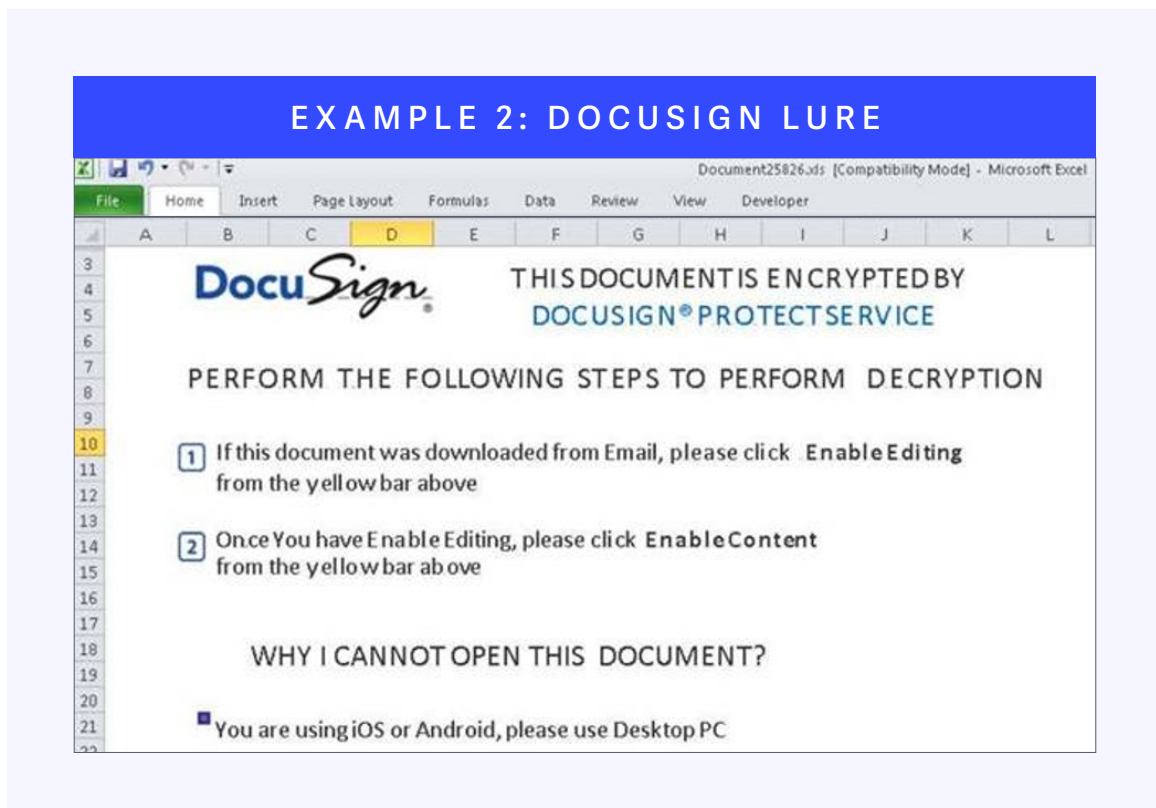 EXAMPLE 2: DOCUSIGN LURE
Document25826.xls [Compatibility Mode] - Microsoft Excel
File Home Insert Page Layout Formulas Data Review View Developer
A B C D E F G H I J K L
3
4
5
6
7
8
9
10
11
12
13
14
15
16
17
18
19
20
21
22
DocuSign®
THIS DOCUMENT IS ENCRYPTED BY
DOCUSIGN® PROTECT SERVICE
PERFORM THE FOLLOWING STEPS TO PERFORM DECRYPTION
1 If this document was downloaded from Email, please click Enable Editing
from the yellow bar above
2 Once You have Enable Editing, please click Enable Content
from the yellow bar above
WHY I CANNOT OPEN THIS DOCUMENT?
You are using iOS or Android, please use Desktop PC